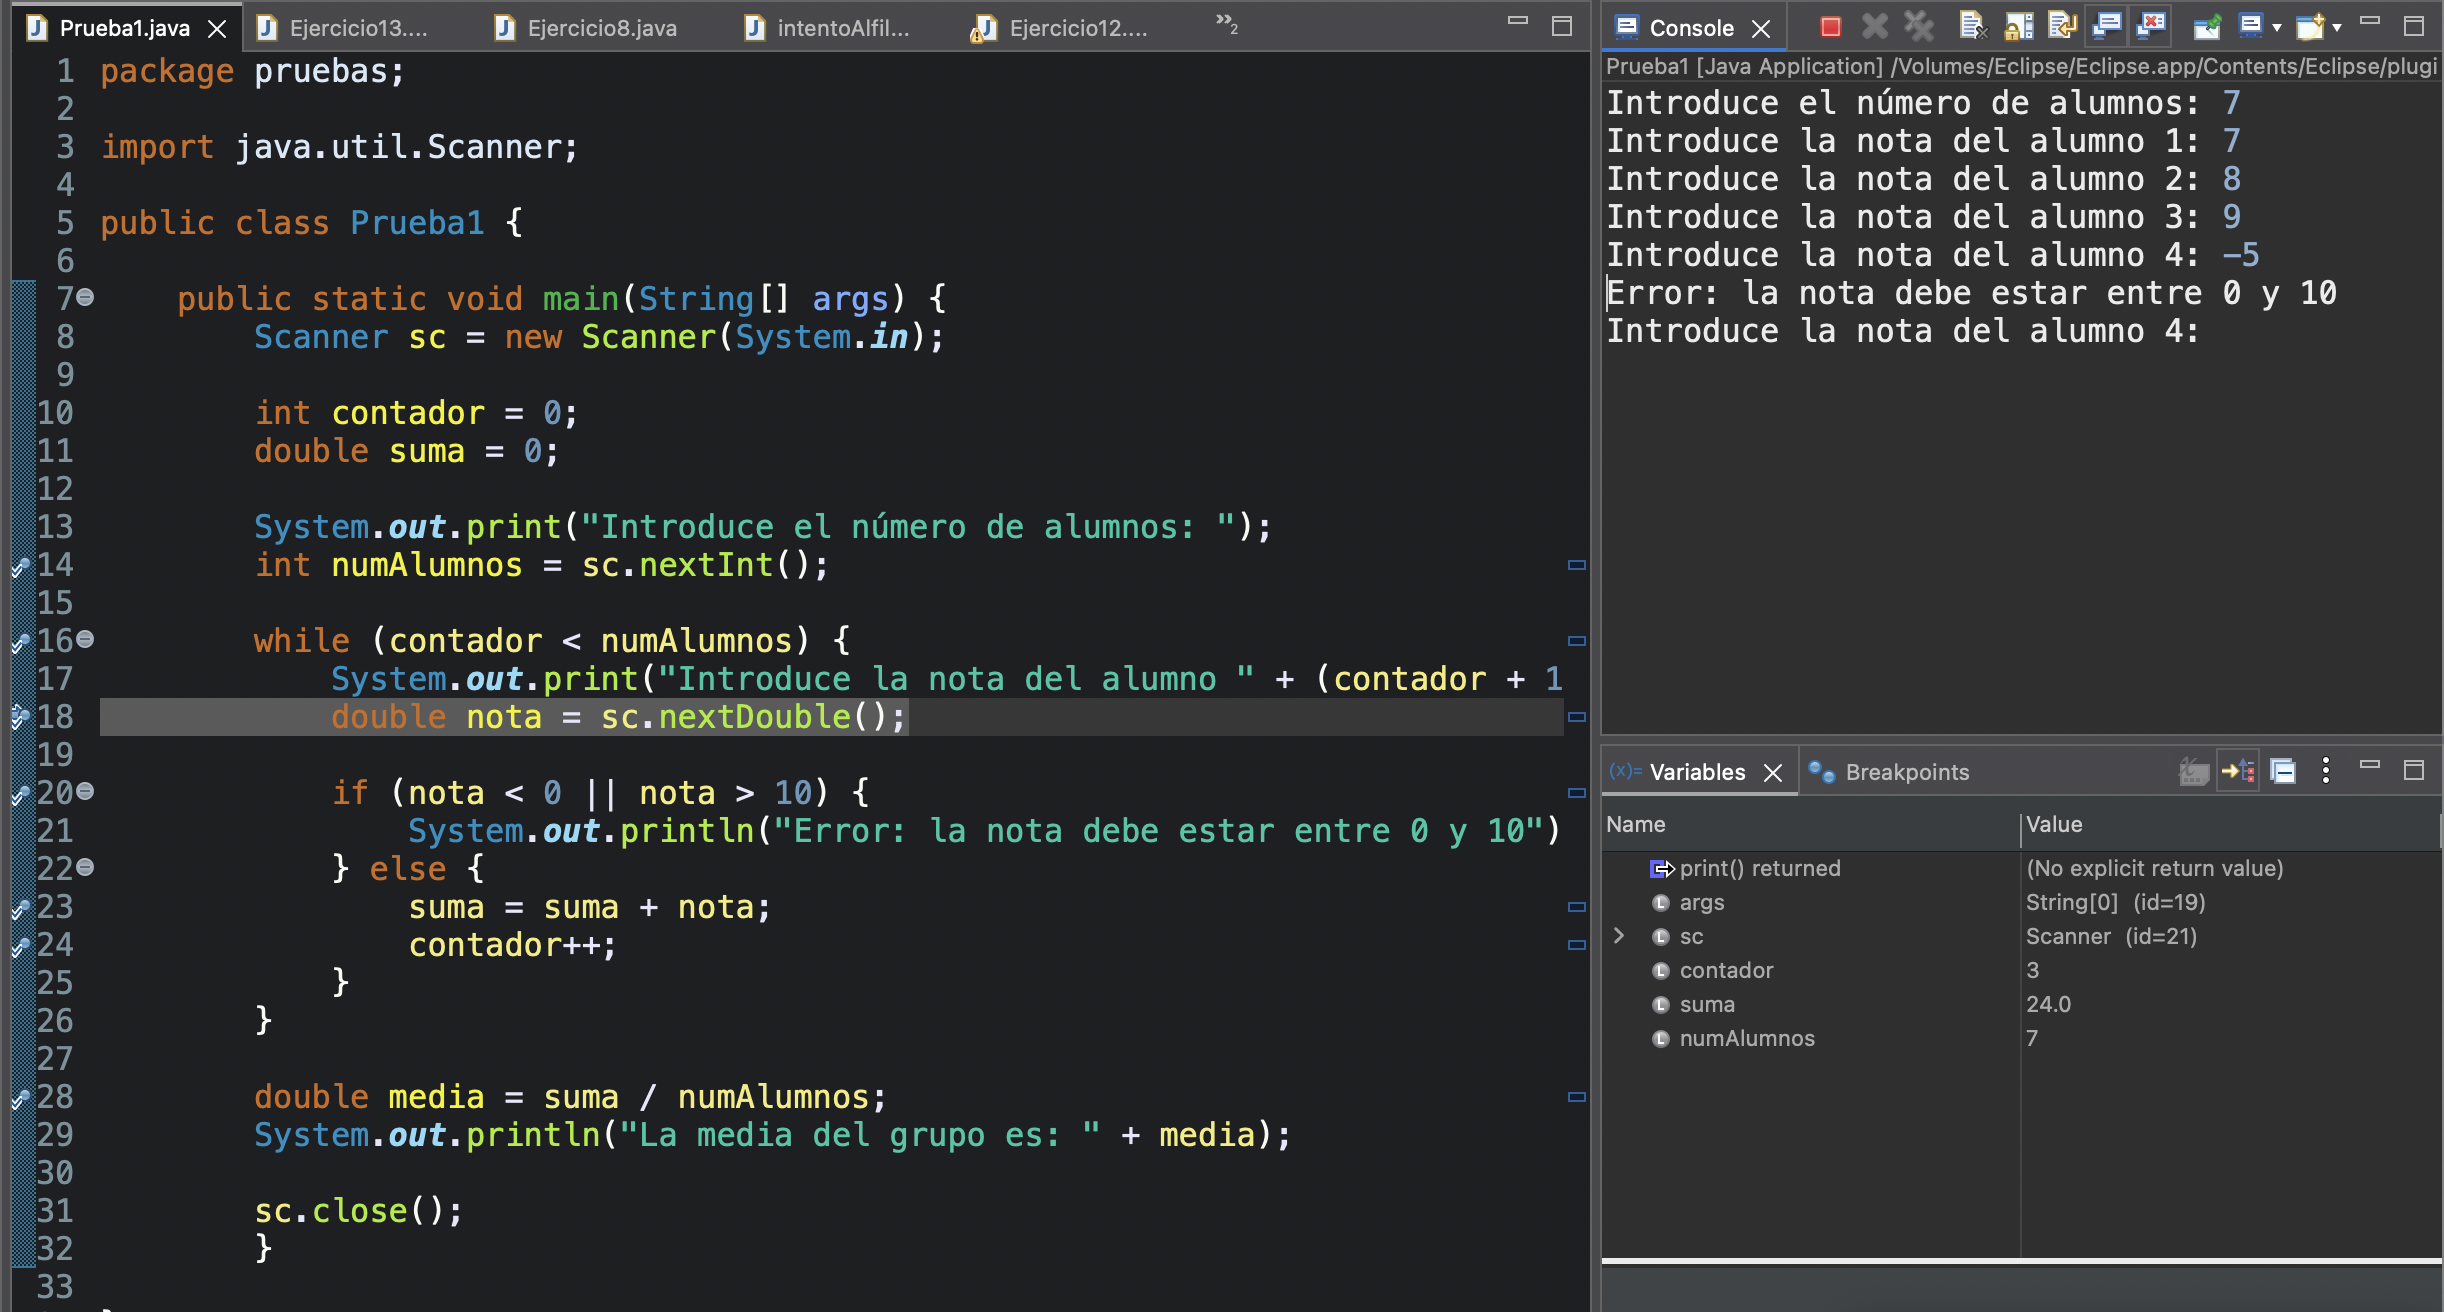 Prueba1.java
Ejercicio13....
Ejercicio8.java
intentoAlfil...
Ejercicio12....
»2
1 package pruebas;
2
3 import java.util.Scanner;
4
5 public class Prueba1 {
6
7 public static void main(String[] args) {
8 Scanner sc = new Scanner(System.in);
9
10 int contador = 0;
11 double suma = 0;
12
13 System.out.print("Introduce el número de alumnos: ");
14 int numAlumnos = sc.nextInt();
15
16 while (contador < numAlumnos) {
17 System.out.print("Introduce la nota del alumno " + (contador + 1
18 double nota = sc.nextDouble();
19
20 if (nota < 0 || nota > 10) {
21 System.out.println("Error: la nota debe estar entre 0 y 10")
22 } else {
23 suma = suma + nota;
24 contador++;
25 }
26 }
27
28 double media = suma / numAlumnos;
29 System.out.println("La media del grupo es: " + media);
30
31 sc.close();
32 }
33
Console
Prueba1 [Java Application] /Volumes/Eclipse/Eclipse.app/Contents/Eclipse/plugi
Introduce el número de alumnos: 7
Introduce la nota del alumno 1: 7
Introduce la nota del alumno 2: 8
Introduce la nota del alumno 3: 9
Introduce la nota del alumno 4: -5
Error: la nota debe estar entre 0 y 10
Introduce la nota del alumno 4:
(x)= Variables
Breakpoints
Name Value
print() returned (No explicit return value)
args String[0] (id=19)
sc Scanner (id=21)
contador 3
suma 24.0
numAlumnos 7